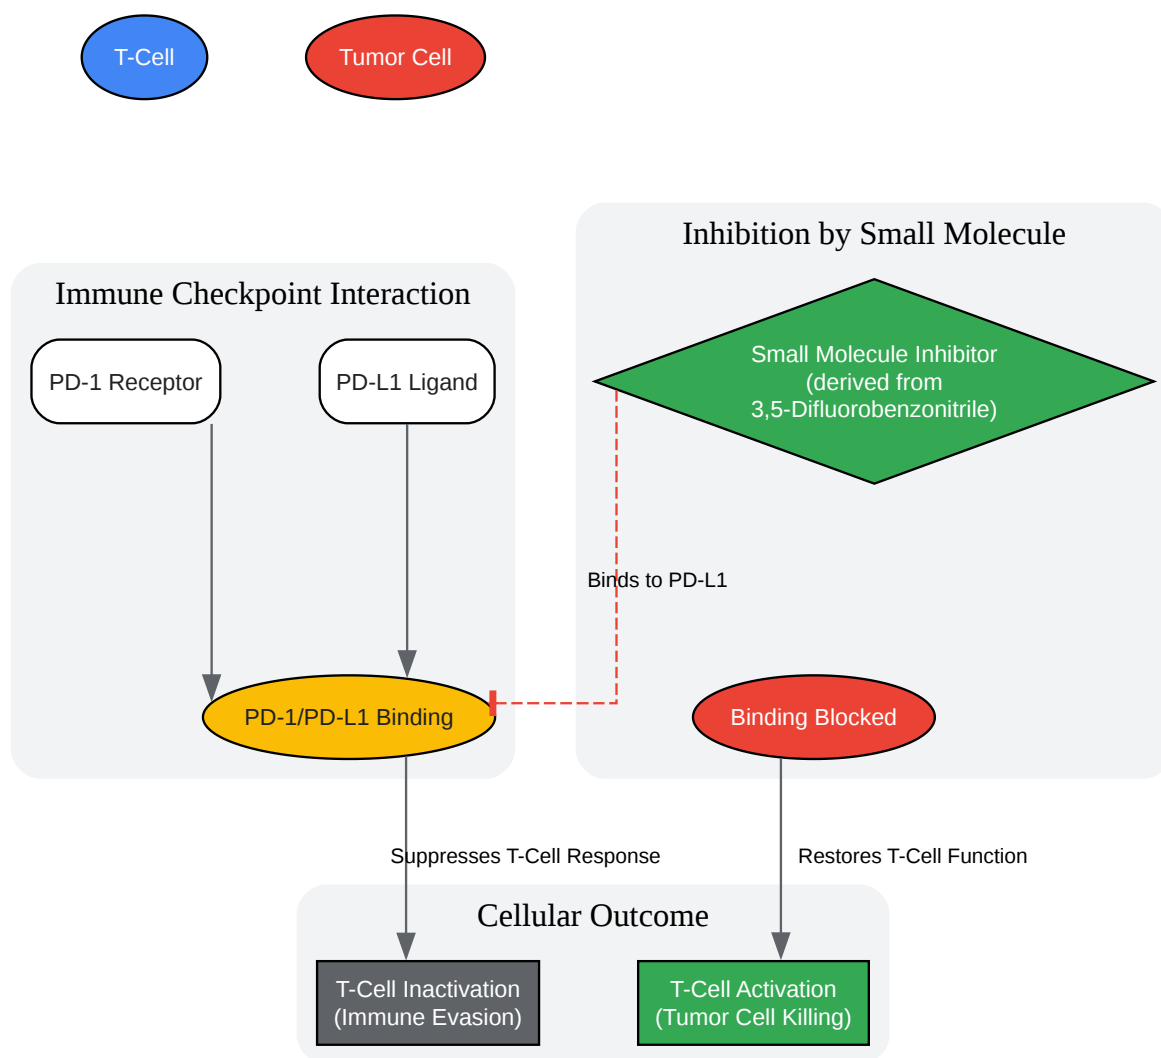 T-Cell
Tumor Cell
Inhibition by Small Molecule
Immune Checkpoint Interaction
PD-1 Receptor
PD-L1 Ligand
Small Molecule Inhibitor
(derived from
3,5-Difluorobenzonitrile)
Binds to PD-L1
PD-1/PD-L1 Binding
Binding Blocked
Suppresses T-Cell Response
Restores T-Cell Function
Cellular Outcome
T-Cell Inactivation
(Immune Evasion)
T-Cell Activation
(Tumor Cell Killing)